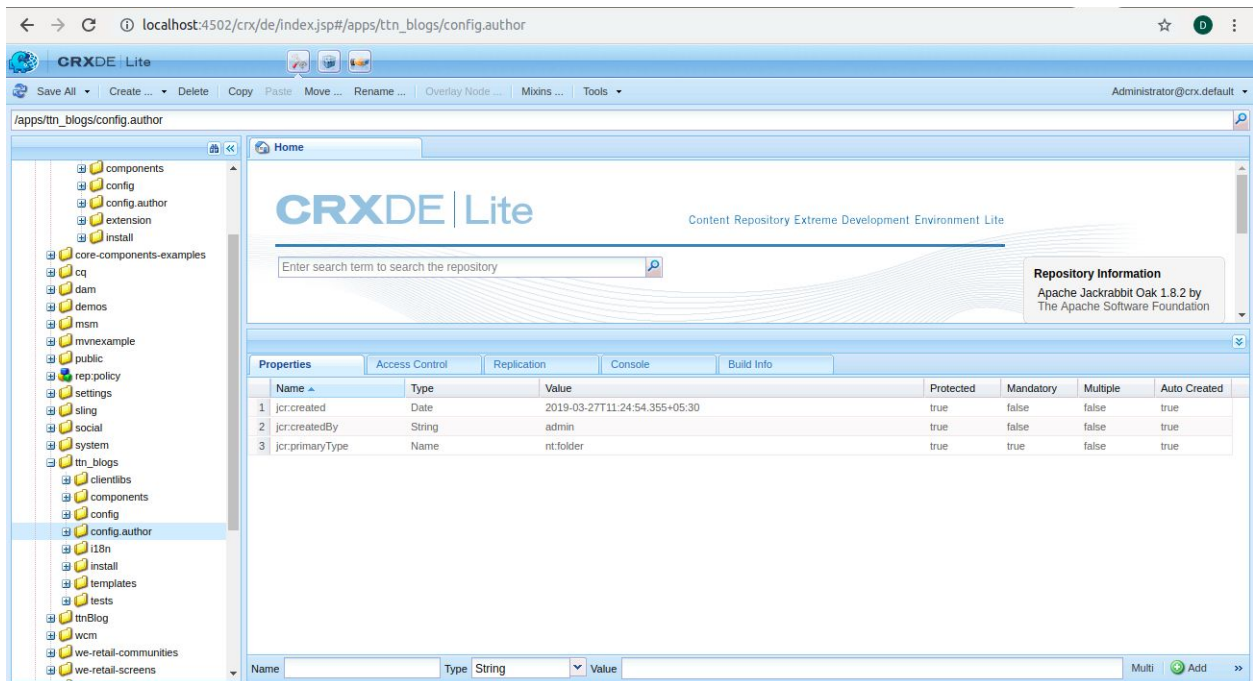 localhost:4502/crx/de/index.jsp#/apps/ttn_blogs/config.author
D
CRXDE Lite
Save All Create ... Delete Copy Paste Move ... Rename ... Overlay Node ... Mixins ... Tools Administrator@crx.default
/apps/ttn_blogs/config.author
components
config
config.author
extension
install
core-components-examples
cq
dam
demos
msm
mvnexample
public
rep:policy
settings
sling
social
system
ttn_blogs
clientlibs
components
config
config.author
i18n
install
templates
tests
ttnBlog
wcm
we-retail-communities
we-retail-screens
Home
CRXDE Lite
Content Repository Extreme Development Environment Lite
Enter search term to search the repository
Repository Information
Apache Jackrabbit Oak 1.8.2 by
The Apache Software Foundation
Properties Access Control Replication Console Build Info
Name Type Value Protected Mandatory Multiple Auto Created
1 jcr:created Date 2019-03-27T11:24:54.355+05:30 true false false true
2 jcr:createdBy String admin true false false true
3 jcr:primaryType Name nt:folder true true false true
Name Type String Value Multi Add »